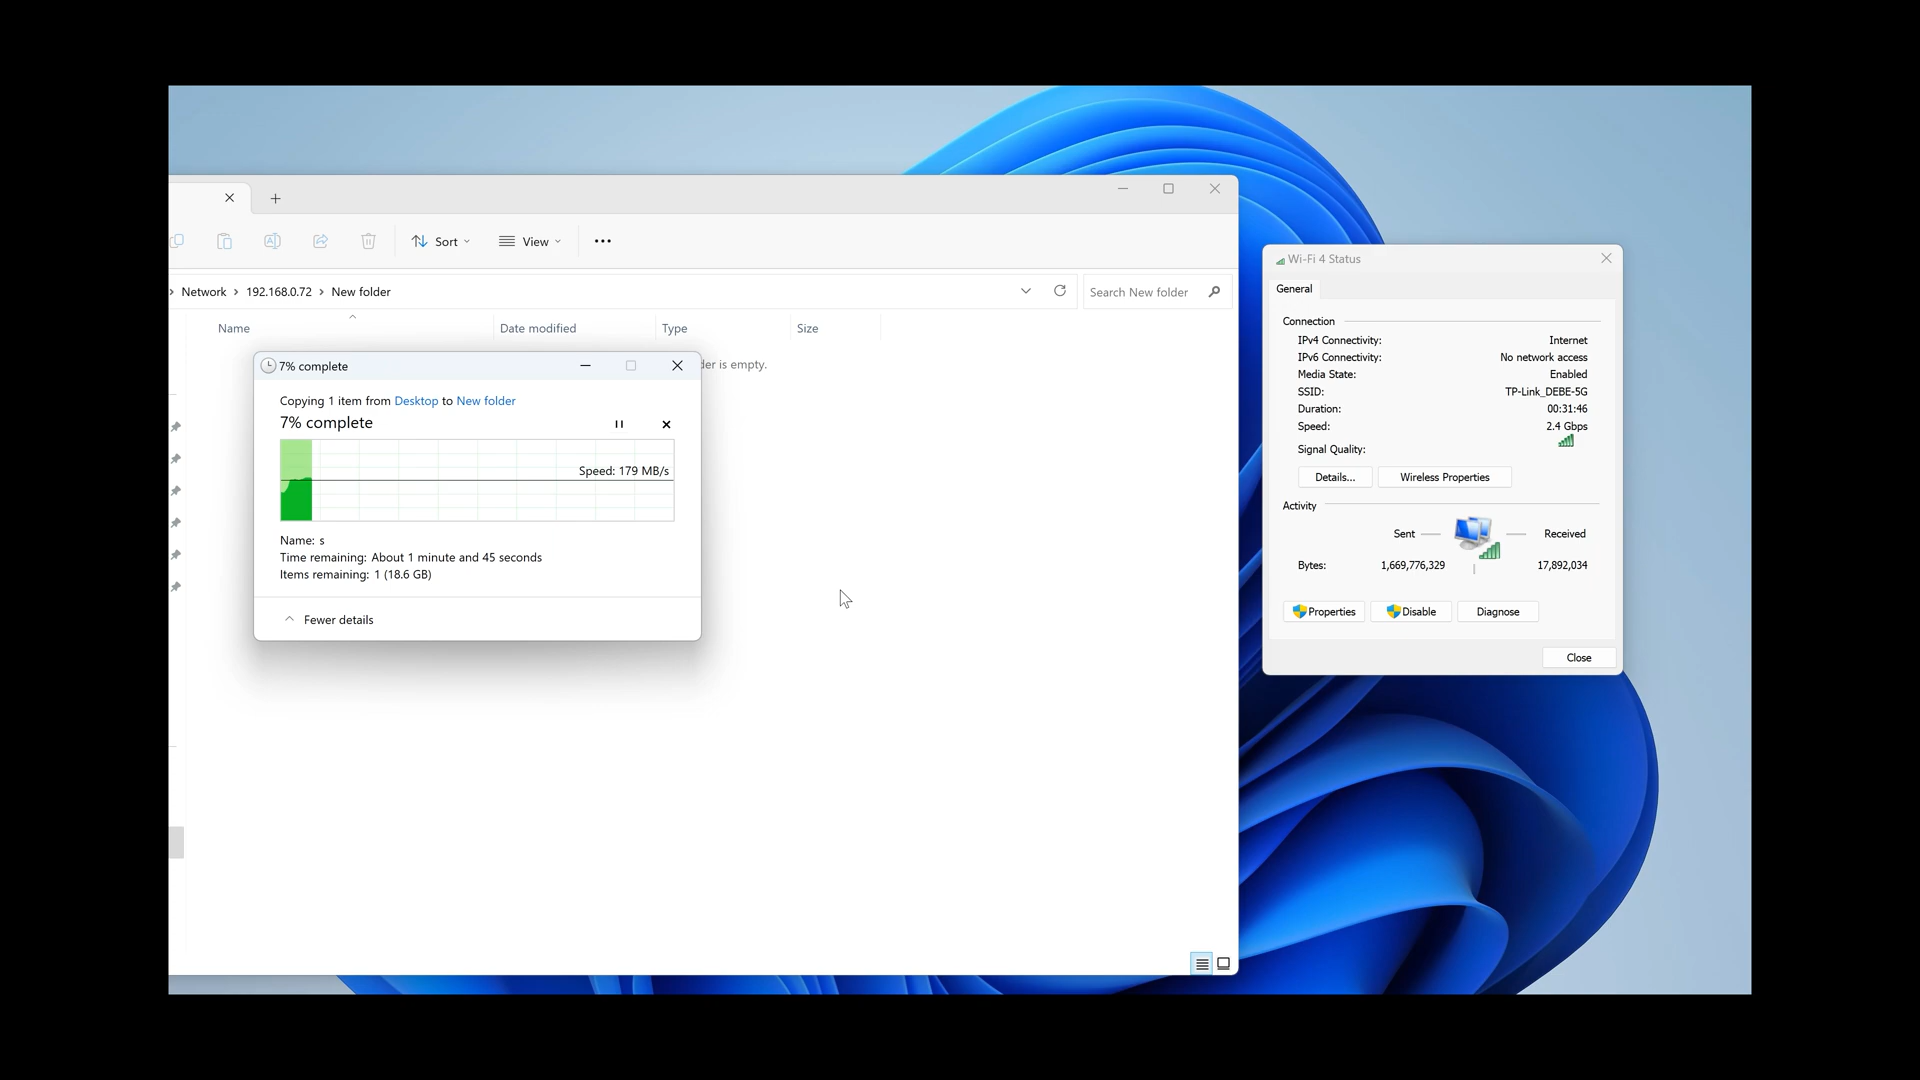 Sort
View
Network › 192.168.0.72 › New folder
Search New folder
Name
Date modified
Type
Size
der is empty.
7% complete
Copying 1 item from Desktop to New folder
7% complete
Speed: 179 MB/s
Name: s
Time remaining: About 1 minute and 45 seconds
Items remaining: 1 (18.6 GB)
Fewer details
Wi-Fi 4 Status
General
Connection
IPv4 Connectivity: Internet
IPv6 Connectivity: No network access
Media State: Enabled
SSID: TP-Link_DEBE-5G
Duration: 00:31:46
Speed: 2.4 Gbps
Signal Quality:
Details... Wireless Properties
Activity
Sent — Received
Bytes: 1,669,776,329 | 17,892,034
Properties Disable Diagnose
Close